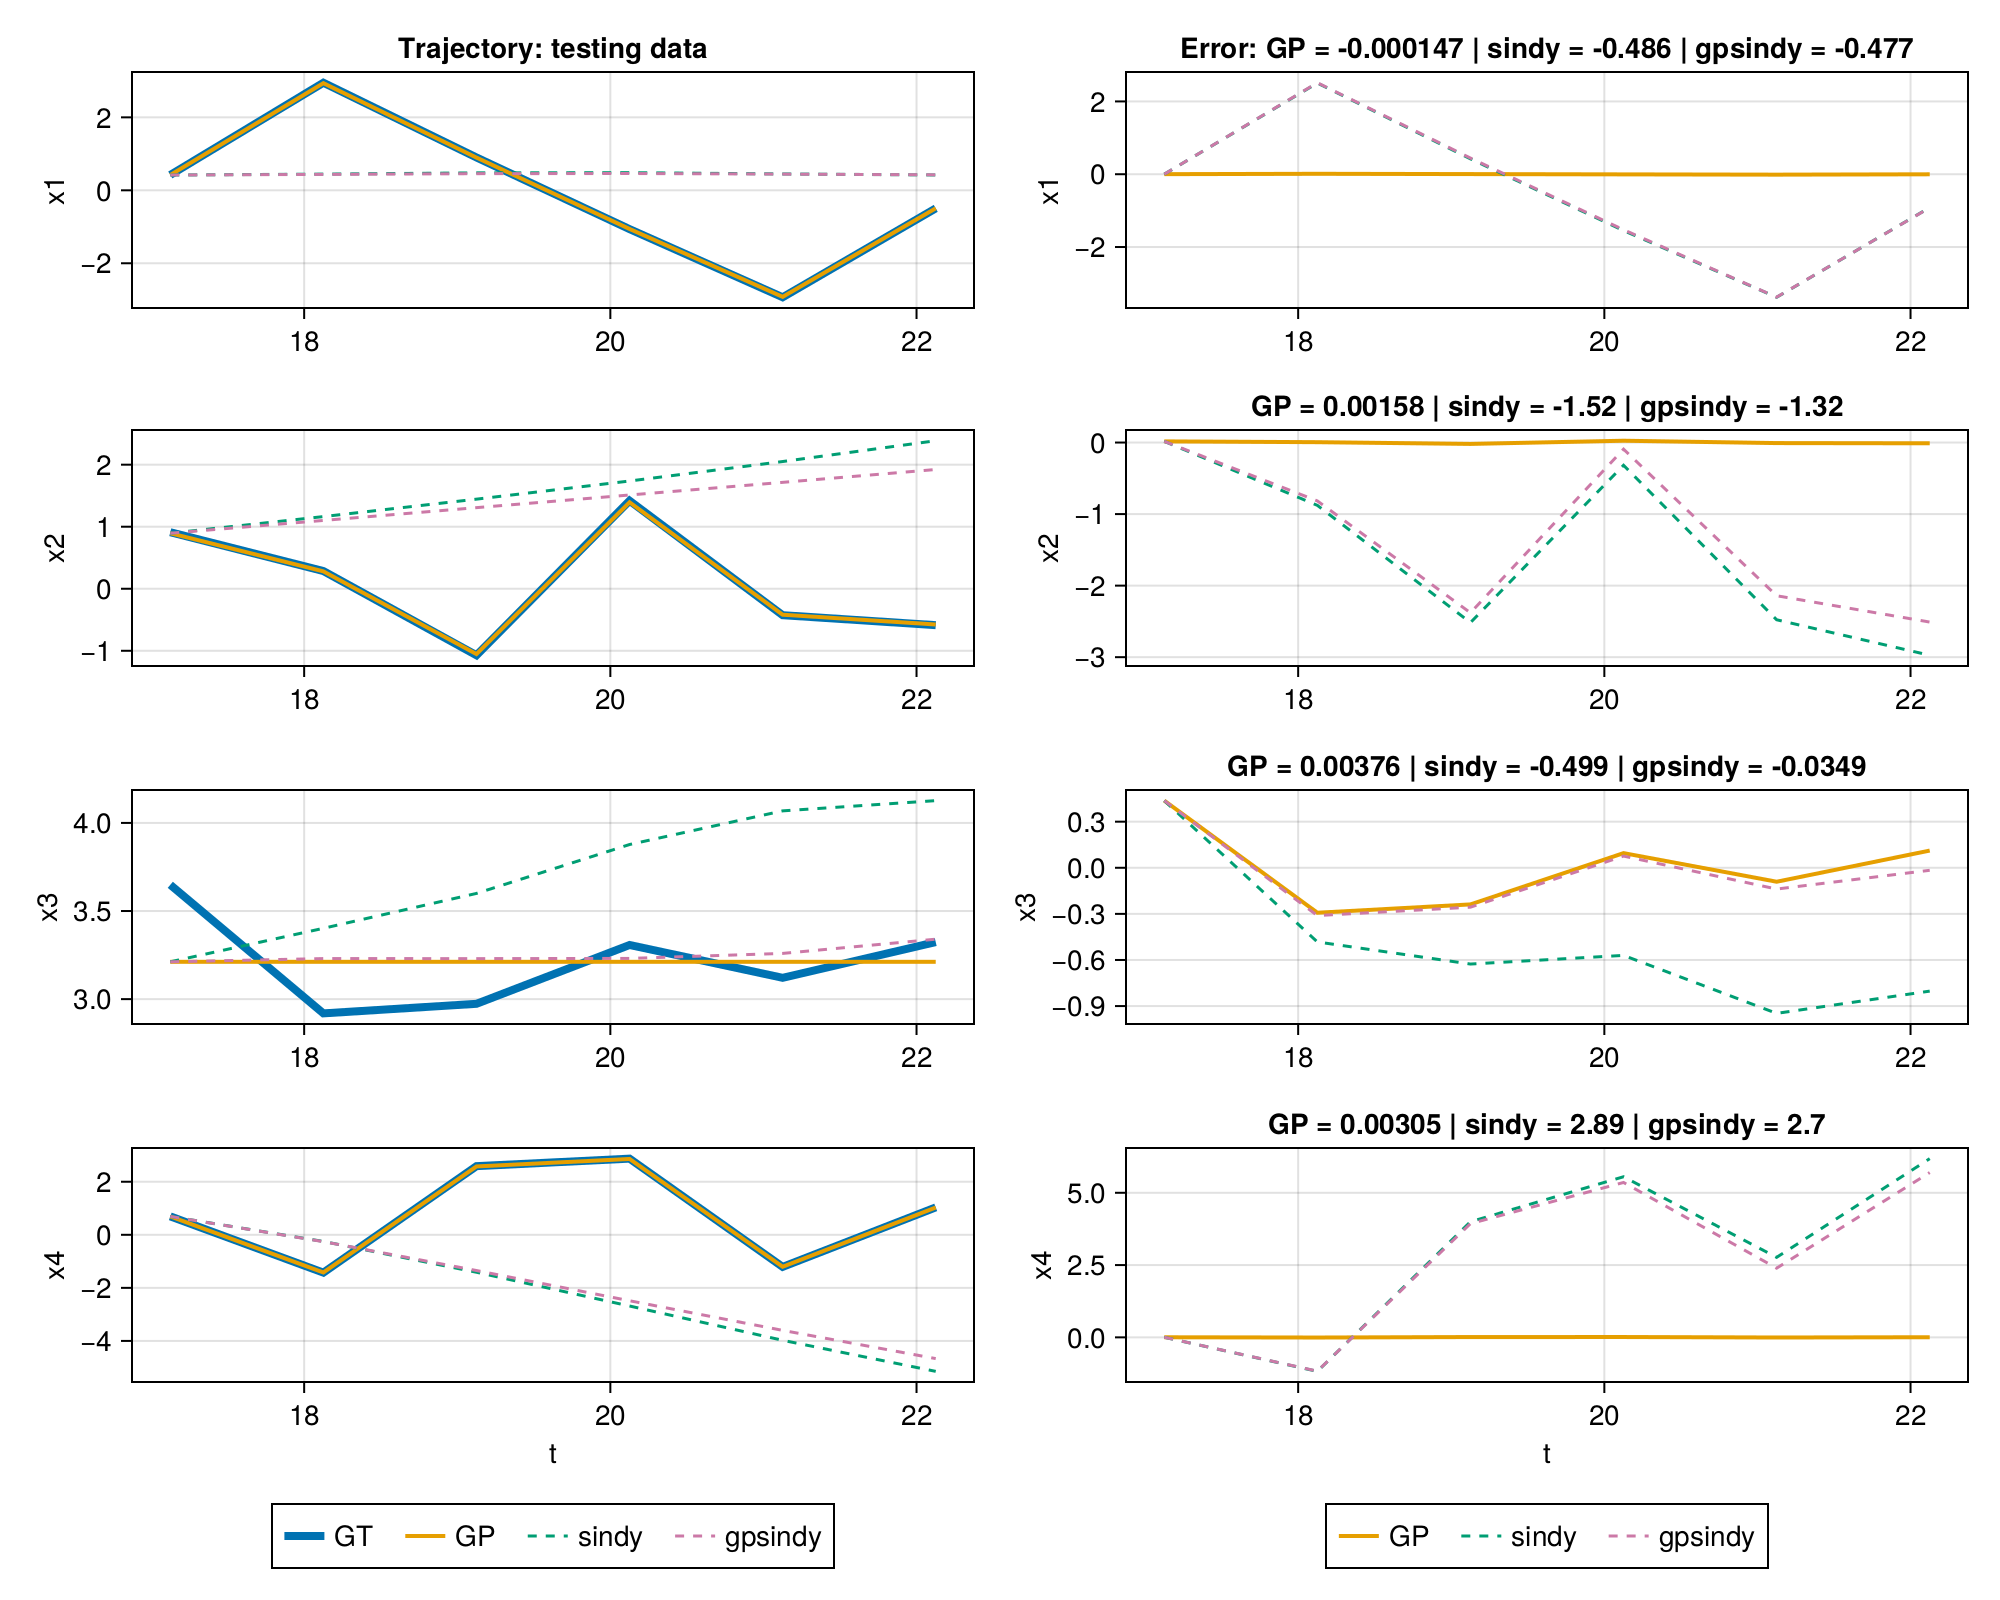 Trajectory: testing data
x1
2
0
−2
18 20 22
Error: GP = -0.000147 | sindy = -0.486 | gpsindy = -0.477
x1
2
0
−2
18 20 22
x2
2
1
0
−1
18 20 22
GP = 0.00158 | sindy = -1.52 | gpsindy = -1.32
x2
0
−1
−2
−3
18 20 22
x3
4.0
3.5
3.0
18 20 22
GP = 0.00376 | sindy = -0.499 | gpsindy = -0.0349
x3
0.3
0.0
−0.3
−0.6
−0.9
18 20 22
x4
2
0
−2
−4
18 20 22
t
GP = 0.00305 | sindy = 2.89 | gpsindy = 2.7
x4
5.0
2.5
0.0
18 20 22
t
GT GP sindy gpsindy
GP sindy gpsindy